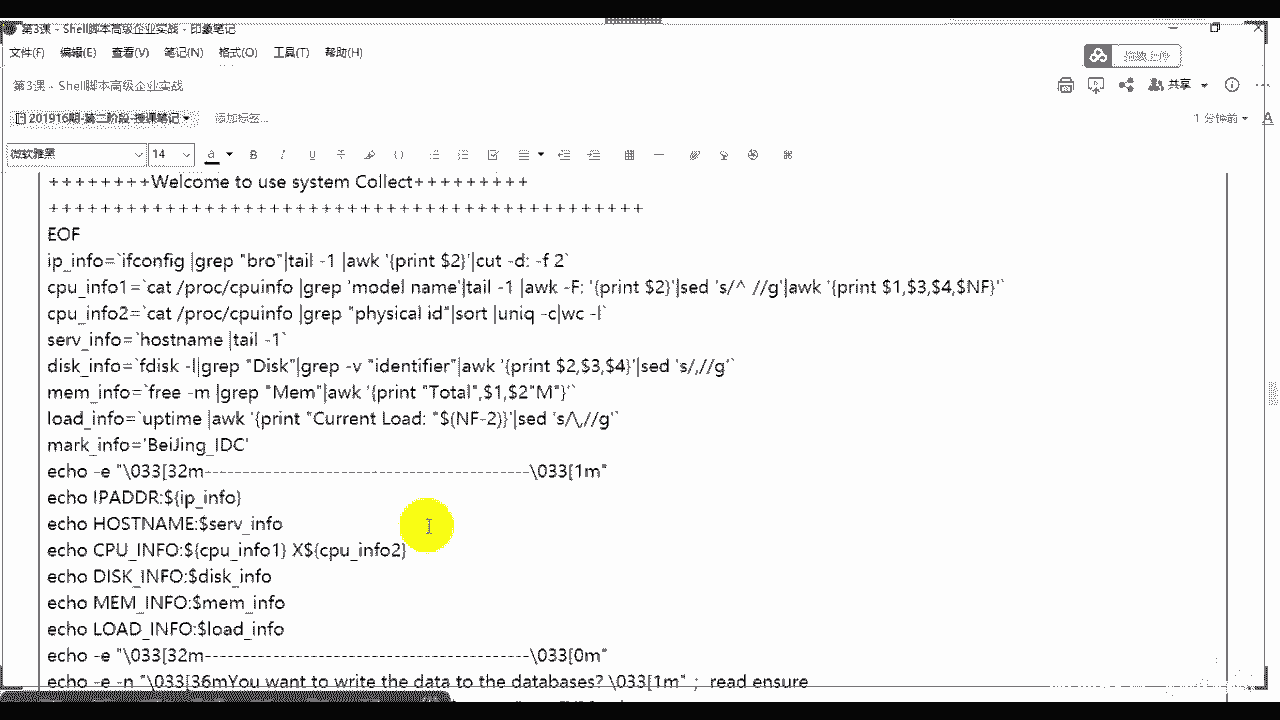 第3课 - Shell脚本高级企业实战 - 印象笔记
文件(F) 编辑(E) 查看(V) 笔记(N) 格式(O) 工具(T) 帮助(H)
第3课 - Shell脚本高级企业实战
共享
201916期-第二阶段-授课笔记 添加标签...
1 分钟前
微软雅黑 14
++++++++Welcome to use system Collect+++++++++
++++++++++++++++++++++++++++++++++++++++++++++
EOF
ip_info=`ifconfig |grep "bro"|tail -1 |awk '{print $2}'|cut -d: -f 2`
cpu_info1=`cat /proc/cpuinfo |grep 'model name'|tail -1 |awk -F: '{print $2}'|sed 's/^ //g'|awk '{print $1,$3,$4,$NF}'`
cpu_info2=`cat /proc/cpuinfo |grep "physical id"|sort |uniq -c|wc -l`
serv_info=`hostname |tail -1`
disk_info=`fdisk -l|grep "Disk"|grep -v "identifier"|awk '{print $2,$3,$4}'|sed 's/,//g'`
mem_info=`free -m |grep "Mem"|awk '{print "Total",$1,$2"M"}'`
load_info=`uptime |awk '{print "Current Load: "$(NF-2)}'|sed 's/\,//g'`
mark_info='BeiJing_IDC'
echo -e "\033[32m-------------------------------------------\033[1m"
echo IPADDR:${ip_info}
echo HOSTNAME:$serv_info
echo CPU_INFO:${cpu_info1} X${cpu_info2}
echo DISK_INFO:$disk_info
echo MEM_INFO:$mem_info
echo LOAD_INFO:$load_info
echo -e "\033[32m-------------------------------------------\033[0m"
echo -e -n "\033[36mYou want to write the data to the databases? \033[1m" ; read ensure